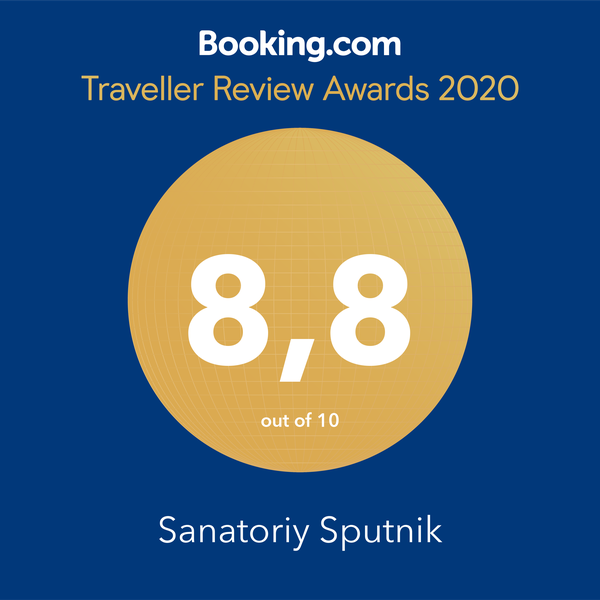 Booking.com
Traveller Review Awards 2020
8,8
out of 10
Sanatoriy Sputnik